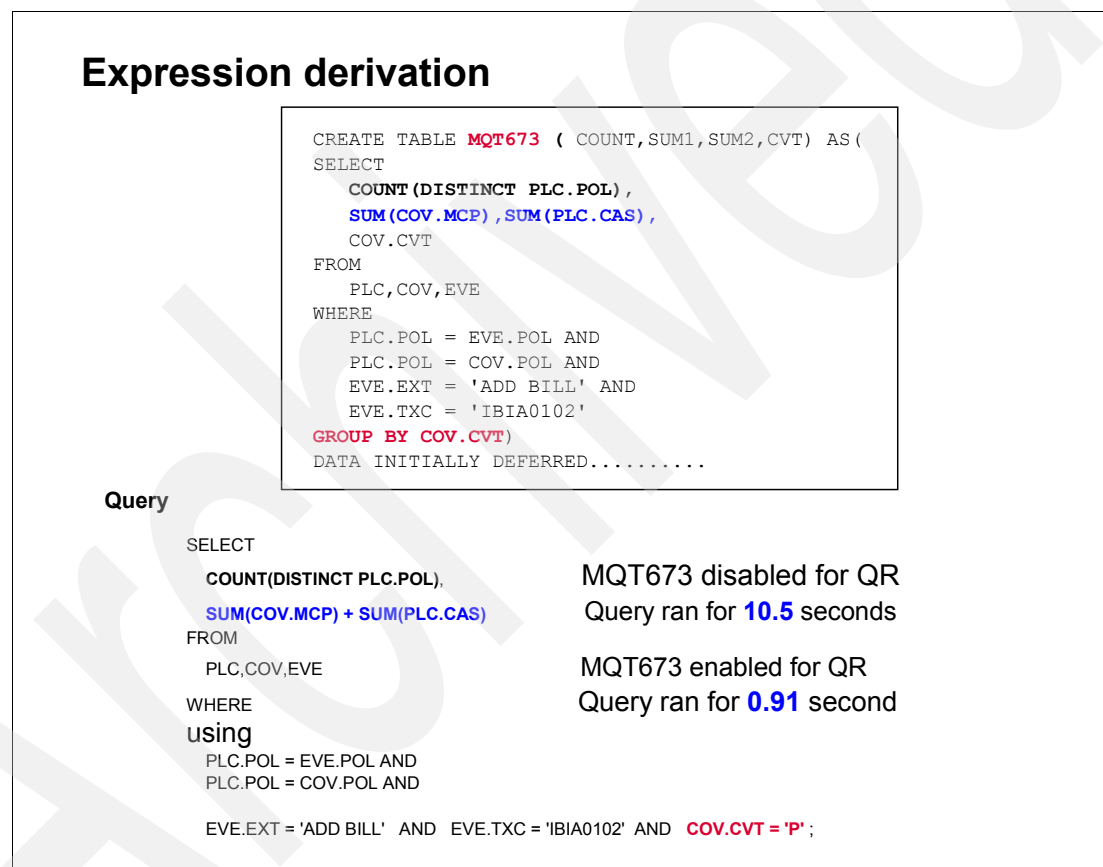 Expression derivation
CREATE TABLE MQT673 ( COUNT,SUM1,SUM2,CVT) AS(
SELECT
COUNT(DISTINCT PLC.POL),
SUM(COV.MCP),SUM(PLC.CAS),
COV.CVT
FROM
PLC,COV,EVE
WHERE
PLC.POL = EVE.POL AND
PLC.POL = COV.POL AND
EVE.EXT = 'ADD BILL' AND
EVE.TXC = 'IBIA0102'
GROUP BY COV.CVT)
DATA INITIALLY DEFERRED..........
Query
SELECT
COUNT(DISTINCT PLC.POL),
SUM(COV.MCP) + SUM(PLC.CAS)
FROM
PLC,COV,EVE
WHERE
using
PLC.POL = EVE.POL AND
PLC.POL = COV.POL AND
EVE.EXT = 'ADD BILL' AND EVE.TXC = 'IBIA0102' AND COV.CVT = 'P' ;
MQT673 disabled for QR
Query ran for 10.5 seconds
MQT673 enabled for QR
Query ran for 0.91 second
Archived